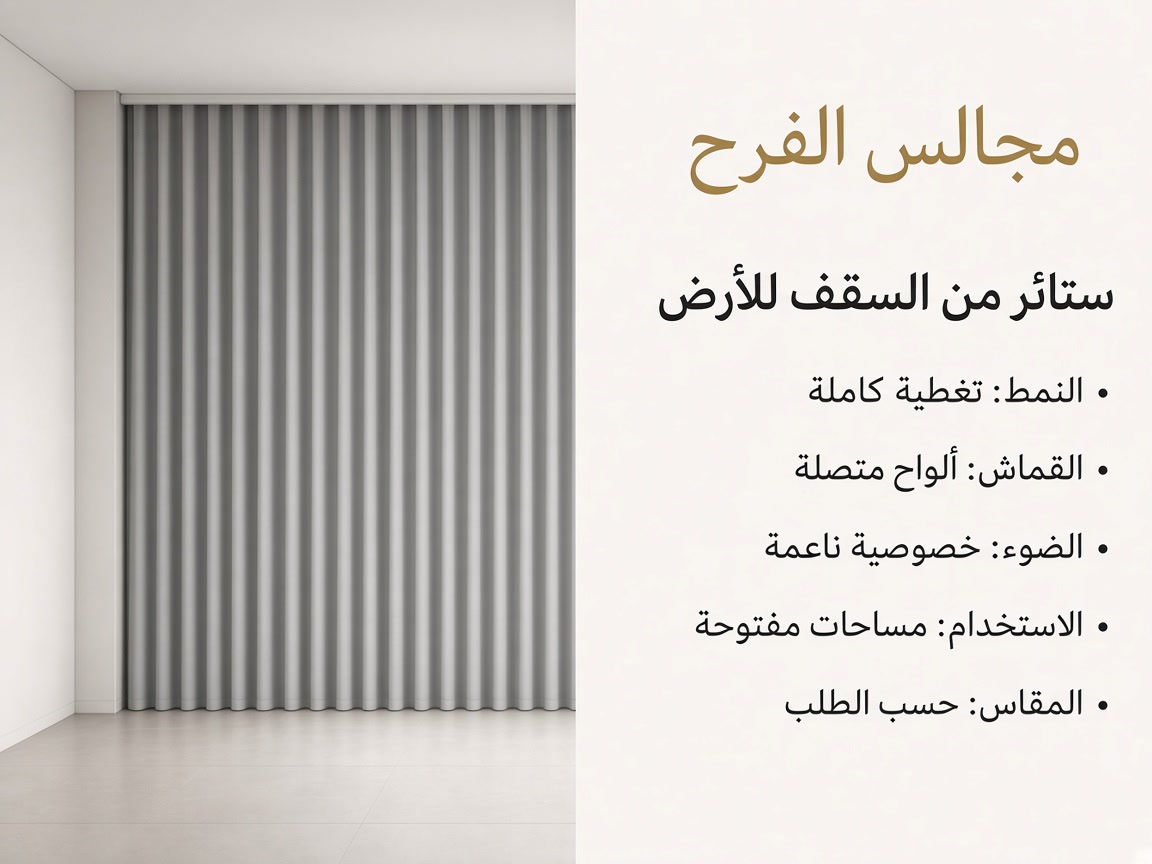 مجالس الفرح
ستائر من السقف للأرض
• النمط: تغطية كاملة
• القماش: ألواح متصلة
• الضوء: خصوصية ناعمة
• الاستخدام: مساحات مفتوحة
• المقاس: حسب الطلب